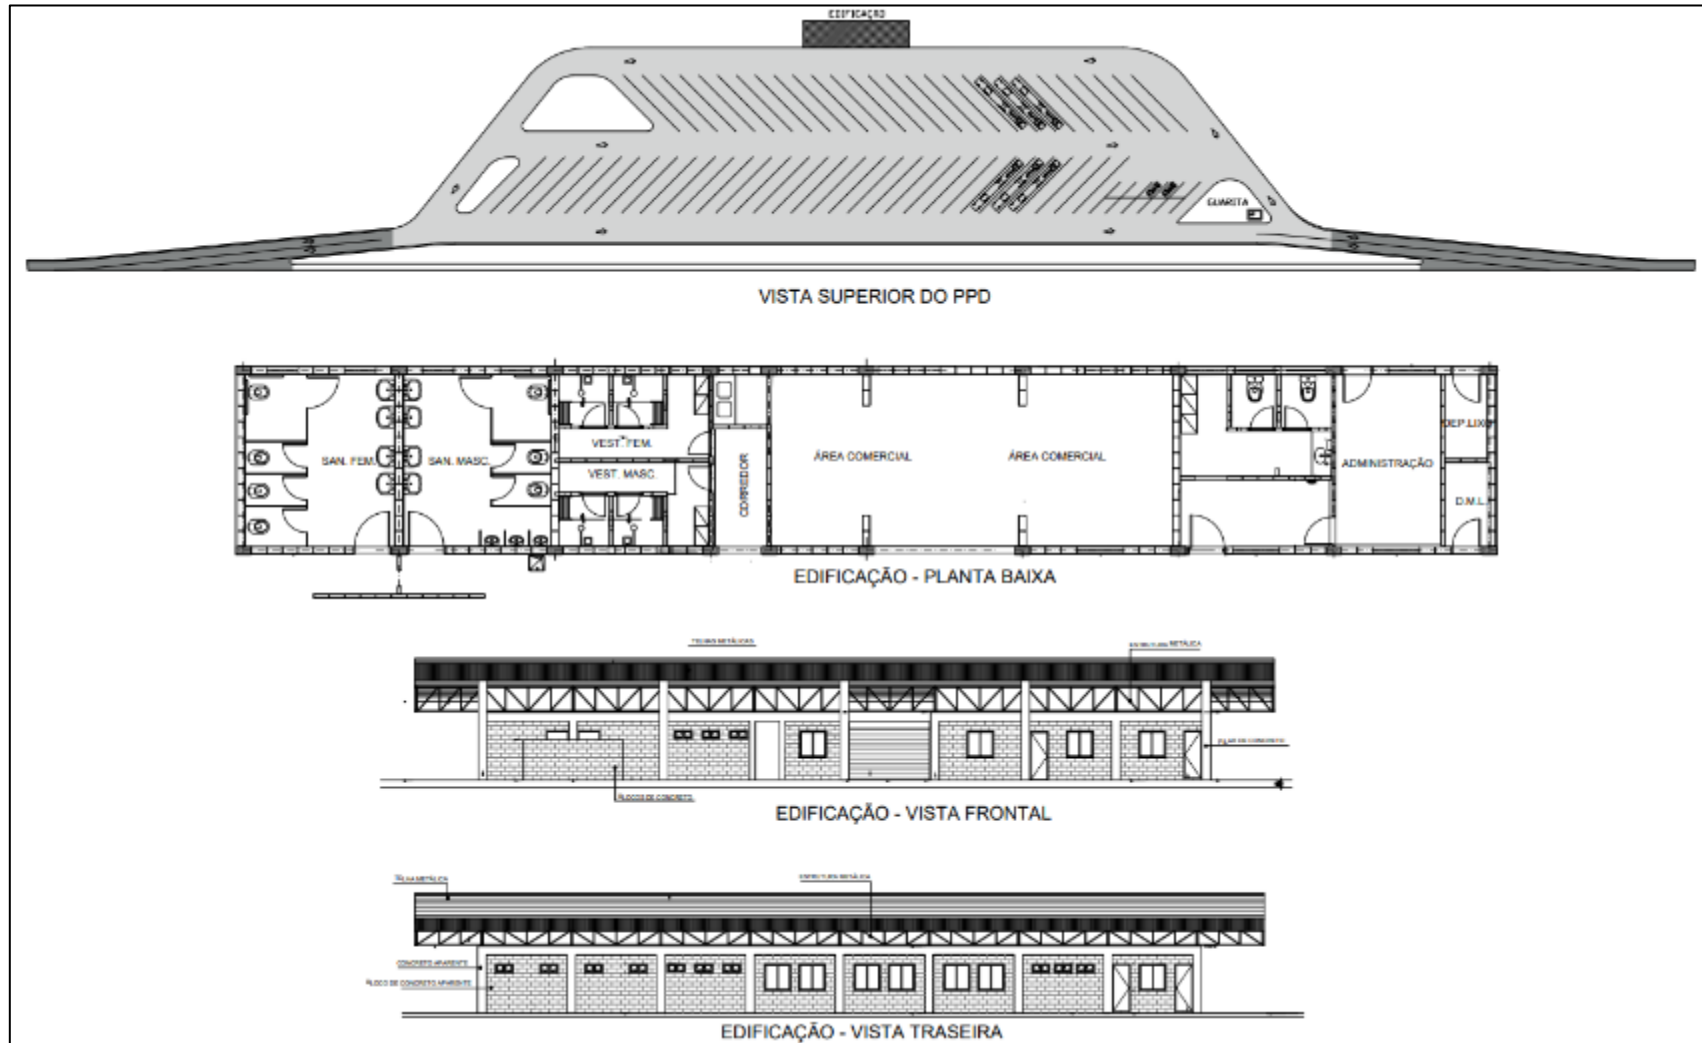 EDIFICAÇÃO
GUARITA
VISTA SUPERIOR DO PPD
VEST. FEM.
SAN. FEM.
SAN. MASC.
VEST. MASC.
CORREDOR
ÁREA COMERCIAL
ÁREA COMERCIAL
ADMINISTRAÇÃO
DEP.LIXO
D.M.L.
EDIFICAÇÃO - PLANTA BAIXA
TELHAS METÁLICAS
ESTRUTURA METÁLICA
PILAR DE CONCRETO
BLOCOS DE CONCRETO
EDIFICAÇÃO - VISTA FRONTAL
TELHA METÁLICA
ESTRUTURA METÁLICA
CONCRETO APARENTE
BLOCO DE CONCRETO APARENTE
EDIFICAÇÃO - VISTA TRASEIRA